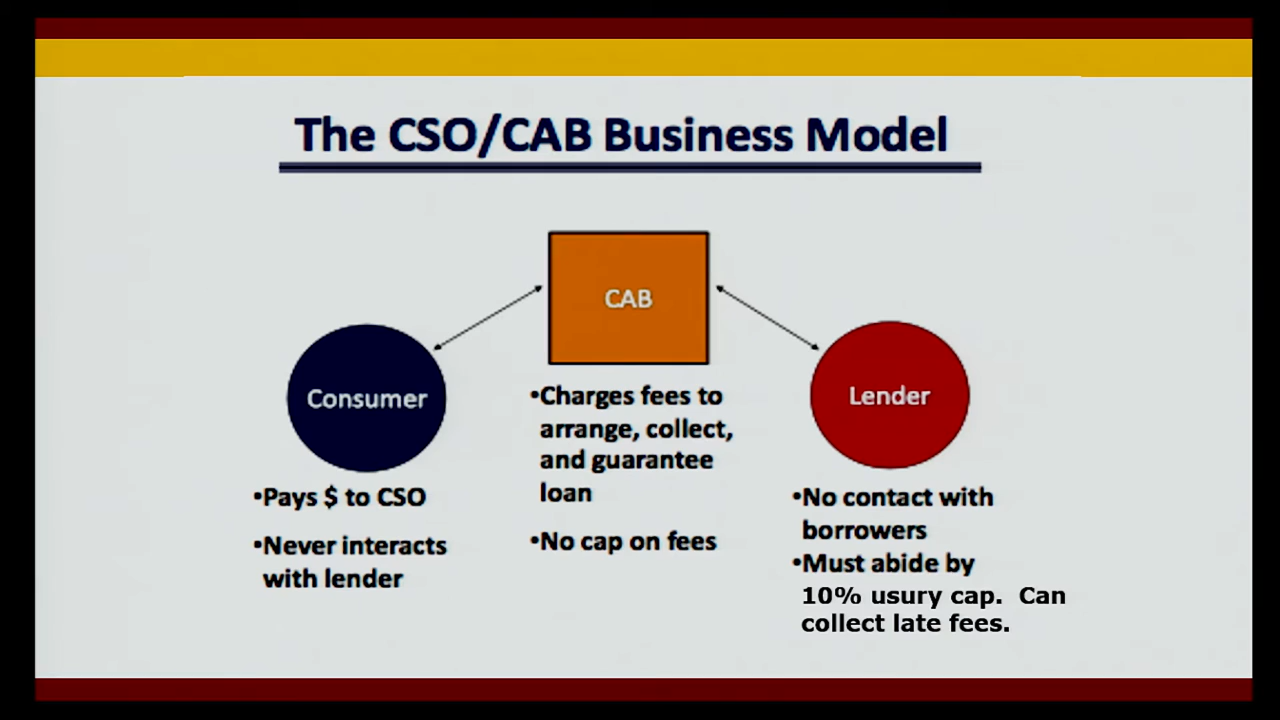 The CSO/CAB Business Model
CAB
Consumer
Lender
•Pays $ to CSO
•Never interacts
with lender
•Charges fees to
arrange, collect,
and guarantee
loan
•No cap on fees
•No contact with
borrowers
•Must abide by
10% usury cap. Can
collect late fees.